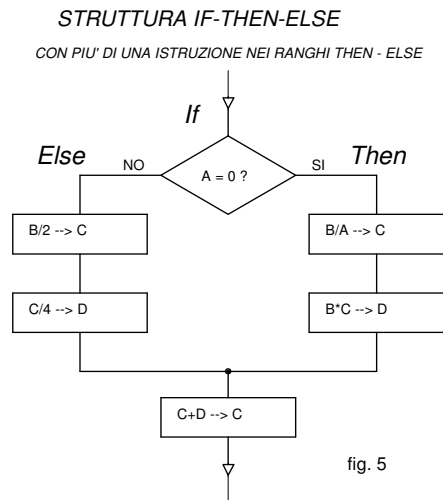 STRUTTURA IF-THEN-ELSE
CON PIU' DI UNA ISTRUZIONE NEI RANGHI THEN - ELSE
If
Else
NO
A = 0 ?
SI
Then
B/2 --> C
B/A --> C
C/4 --> D
B*C --> D
C+D --> C
fig. 5